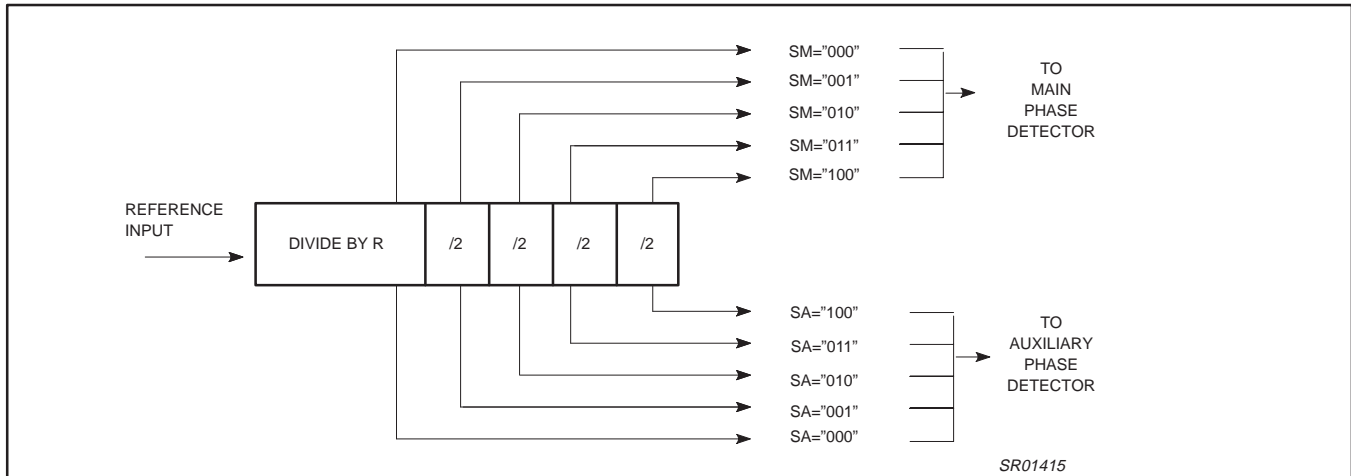 SM="000"
SM="001"
SM="010"
SM="011"
SM="100"
TO
MAIN
PHASE
DETECTOR
REFERENCE
INPUT
DIVIDE BY R
/2
/2
/2
/2
SA="100"
SA="011"
SA="010"
SA="001"
SA="000"
TO
AUXILIARY
PHASE
DETECTOR
SR01415